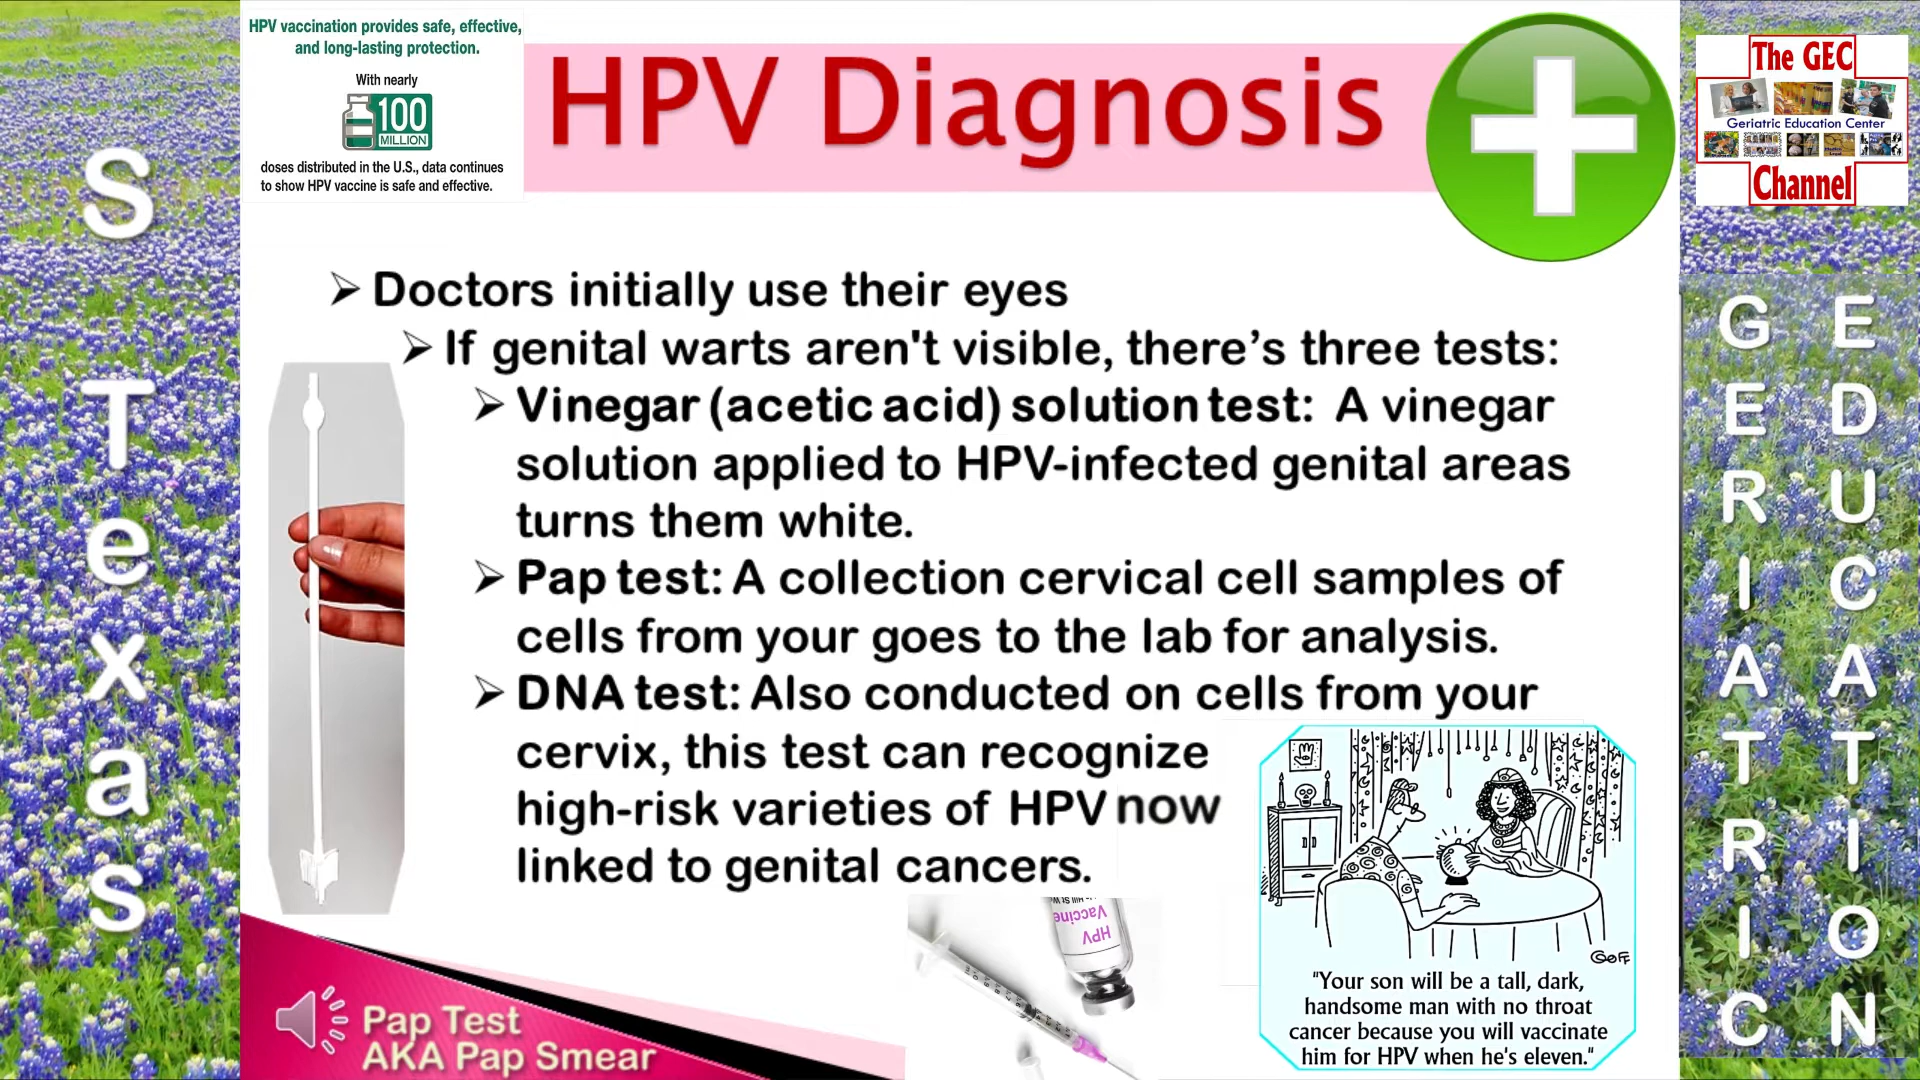 HPV vaccination provides safe, effective,
and long-lasting protection.
With nearly
100
MILLION
doses distributed in the U.S., data continues
to show HPV vaccine is safe and effective.
HPV Diagnosis
The GEC
Geriatric Education Center
Channel
S Texas
GERIATRIC
EDUCATION
Doctors initially use their eyes
If genital warts aren't visible, there’s three tests:
Vinegar (acetic acid) solution test: A vinegar
solution applied to HPV-infected genital areas
turns them white.
Pap test: A collection cervical cell samples of
cells from your goes to the lab for analysis.
DNA test: Also conducted on cells from your
cervix, this test can recognize
high-risk varieties of HPV now
linked to genital cancers.
Vaccine
HPV
GOFF
"Your son will be a tall, dark,
handsome man with no throat
cancer because you will vaccinate
him for HPV when he's eleven."
Pap Test
AKA Pap Smear